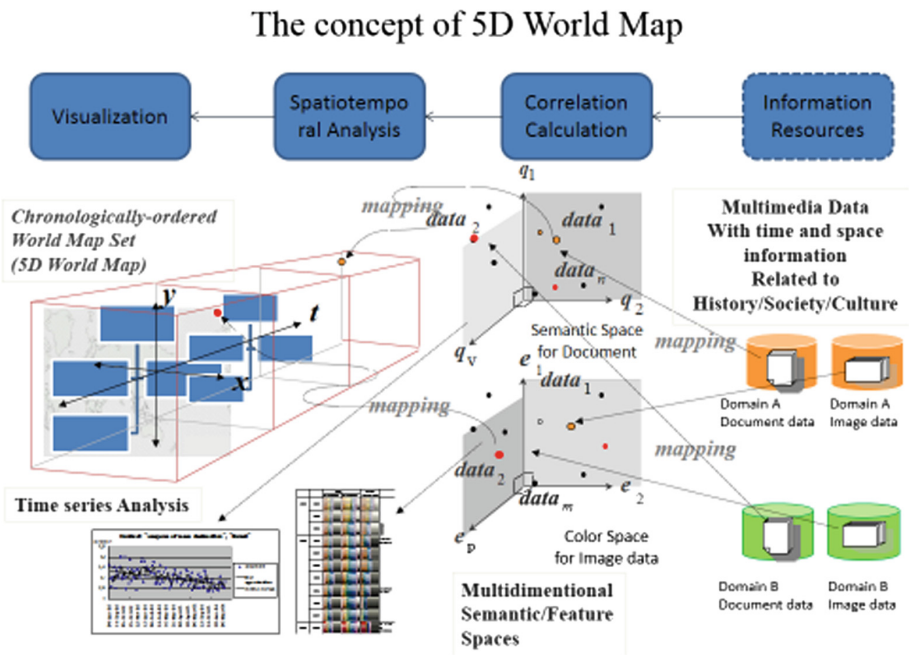 The concept of 5D World Map
Visualization
Spatiotempo
ral Analysis
Correlation
Calculation
Information
Resources
Chronologically-ordered
World Map Set
(5D World Map)
mapping
q1
data 2
data 1
data n
q 2
q v
Semantic Space
for Document
Multimedia Data
With time and space
information
Related to
History/Society/Culture
y
t
x
mapping
mapping
e 1
data 1
data 2
data m
e 2
e p
Color Space
for Image data
mapping
Domain A
Document data
Domain A
Image data
Domain B
Document data
Domain B
Image data
Time series Analysis
Multidimentional
Semantic/Feature
Spaces